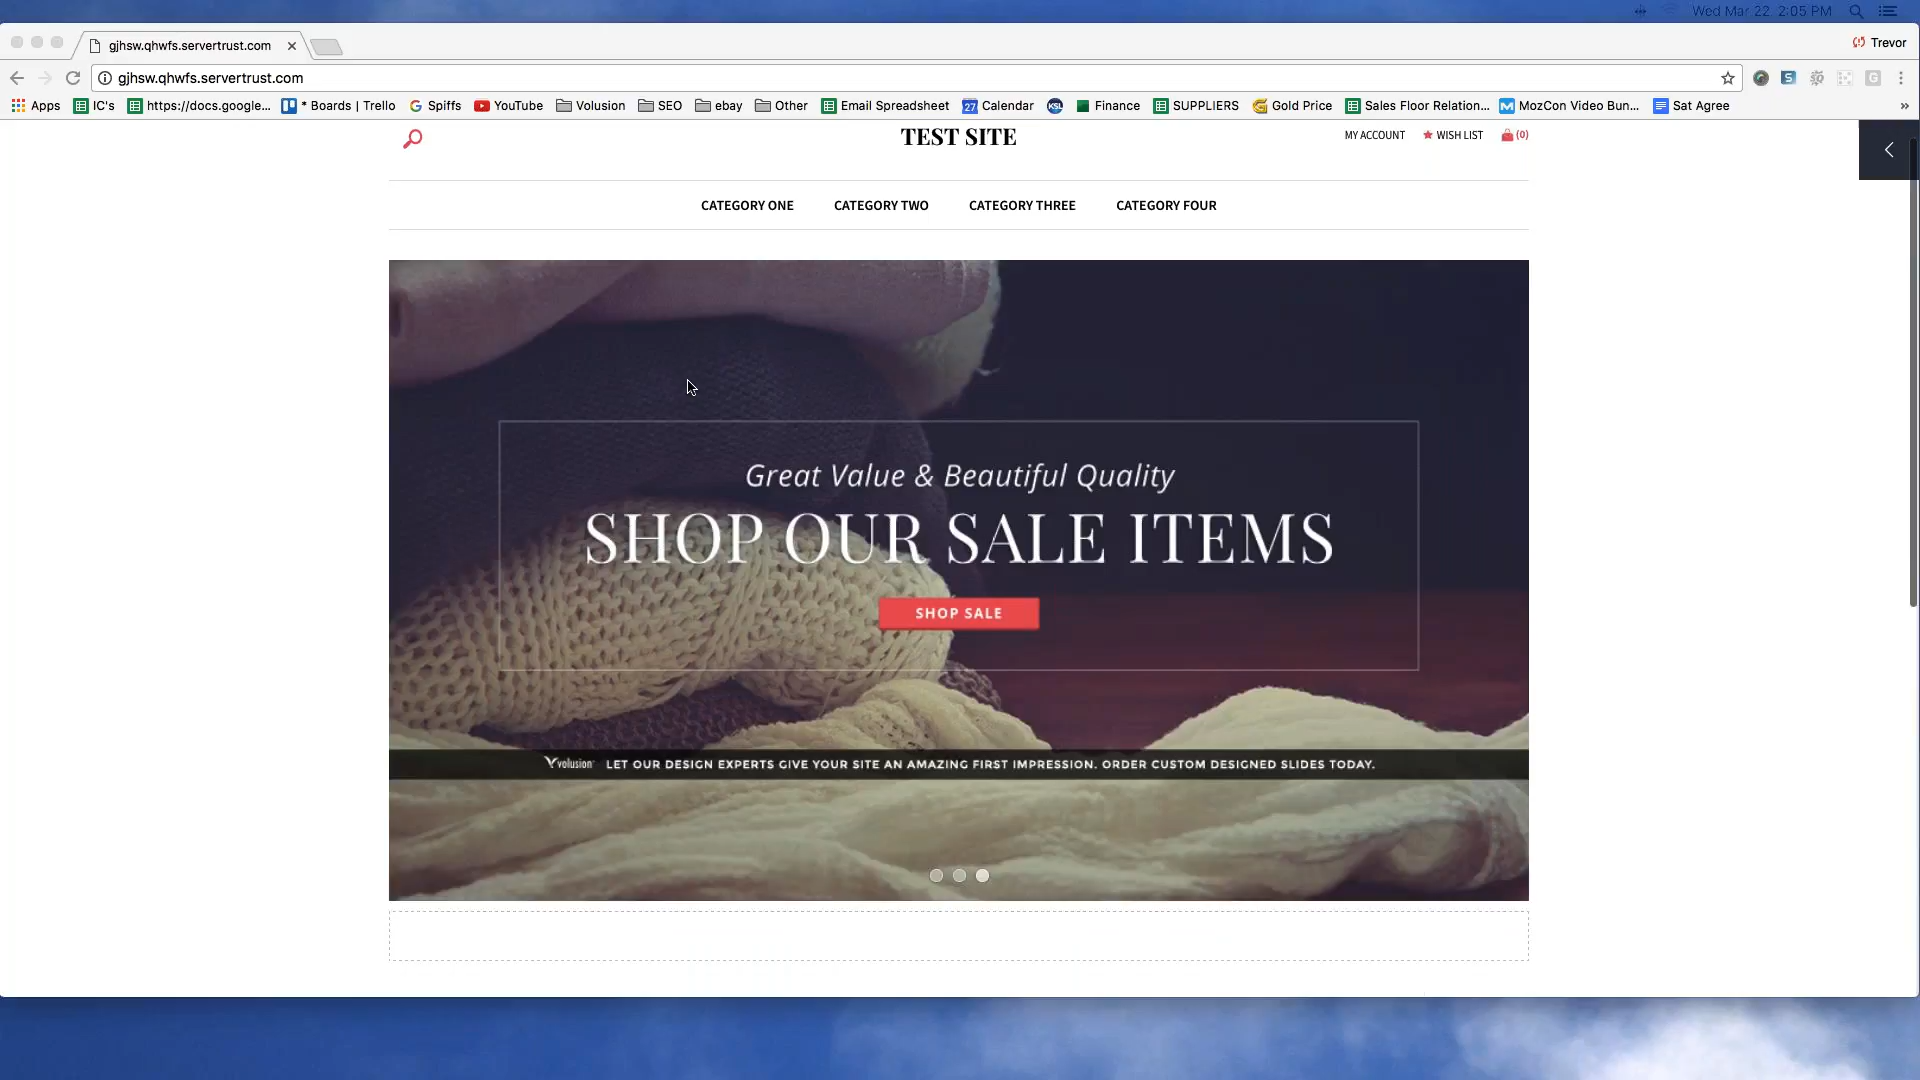 Wed Mar 22 2:05 PM
gjhsw.qhwfs.servertrust.com
Trevor
gjhsw.qhwfs.servertrust.com
Apps IC's https://docs.google... * Boards | Trello Spiffs YouTube Volusion SEO ebay Other Email Spreadsheet 27 Calendar KSL Finance SUPPLIERS Gold Price Sales Floor Relation... MozCon Video Bun... Sat Agree »
TEST SITE
MY ACCOUNT WISH LIST (0)
CATEGORY ONE CATEGORY TWO CATEGORY THREE CATEGORY FOUR
Great Value & Beautiful Quality
SHOP OUR SALE ITEMS
SHOP SALE
volusion LET OUR DESIGN EXPERTS GIVE YOUR SITE AN AMAZING FIRST IMPRESSION. ORDER CUSTOM DESIGNED SLIDES TODAY.